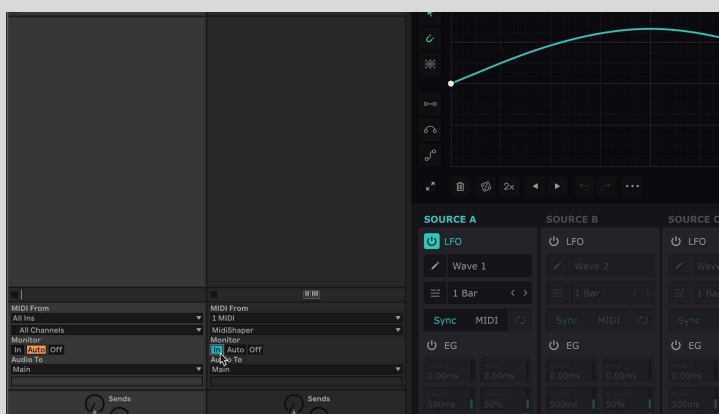 2x
SOURCE A
SOURCE B
SOURCE C
LFO
LFO
LFO
Wave 1
Wave 2
1 Bar
1 Bar
1 Bar
Sync MIDI
Sync MIDI
Sync
EG
EG
EG
0.00ms 0.00ms
0.00ms 0.00ms
0.00ms
500ms 50%
500ms 50%
500ms
MIDI From
All Ins
All Channels
Monitor
In Auto Off
Audio To
Main
Sends
A
MIDI From
1 MIDI
MidiShaper
Monitor
In Auto Off
Audio To
Main
Sends
A